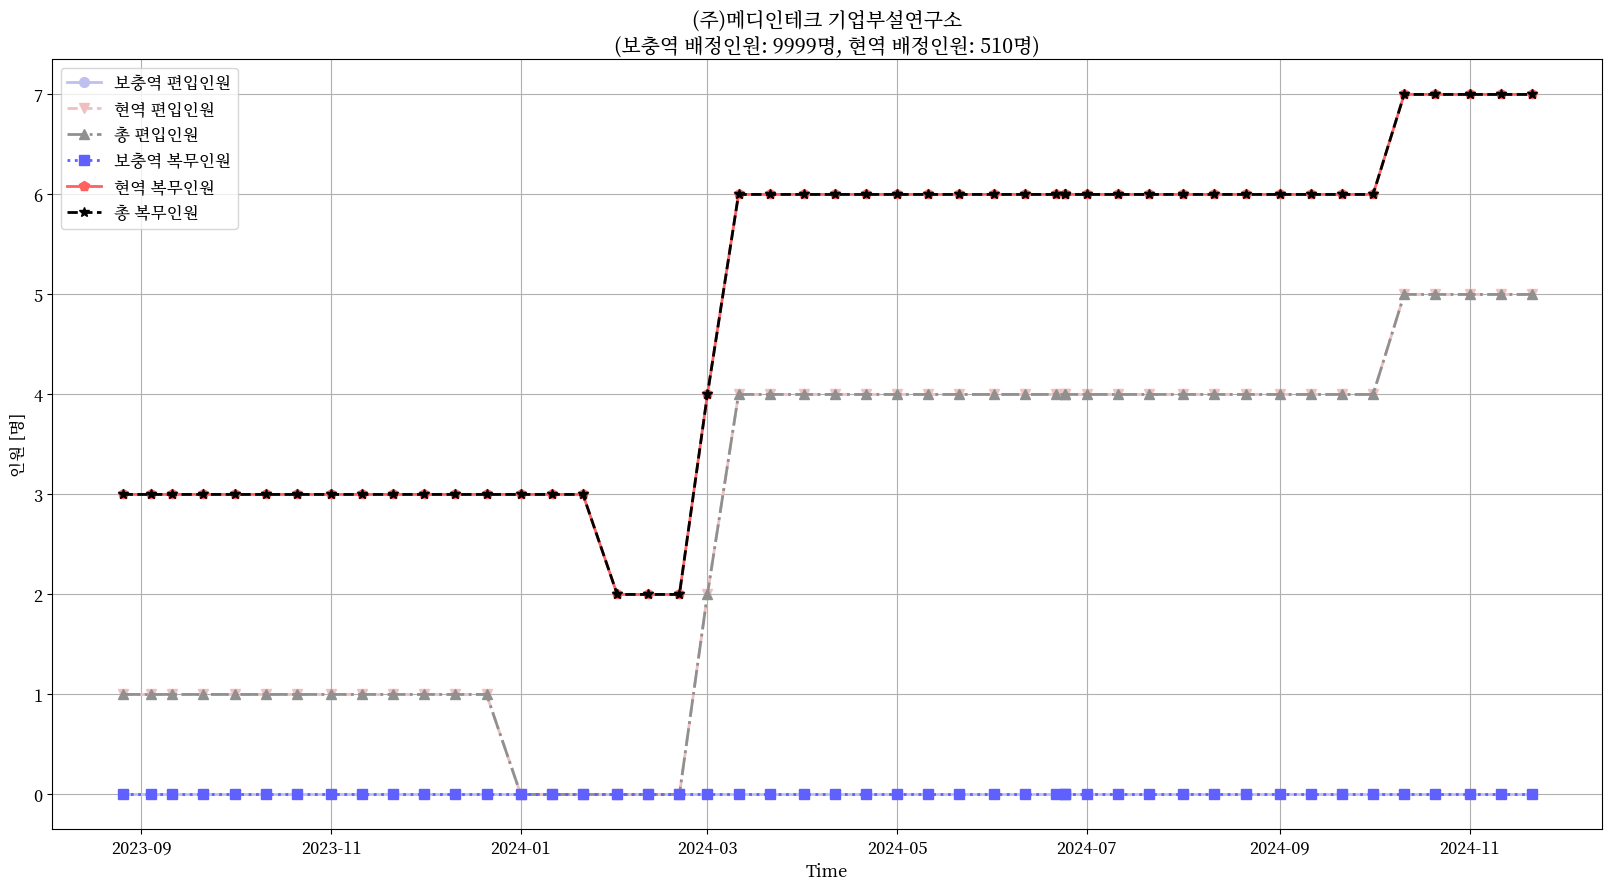 (주)메디인테크 기업부설연구소
(보충역 배정인원: 9999명, 현역 배정인원: 510명)
보충역 편입인원
현역 편입인원
총 편입인원
보충역 복무인원
현역 복무인원
총 복무인원
인원 [명]
7
6
5
4
3
2
1
0
2023-09
2023-11
2024-01
2024-03
2024-05
2024-07
2024-09
2024-11
Time